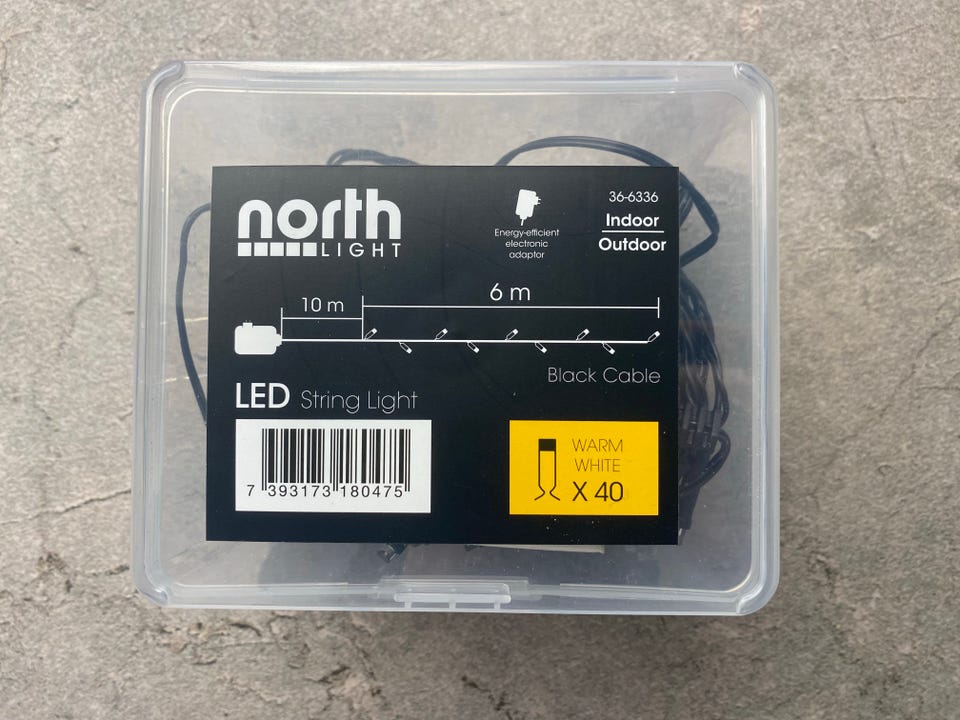 north
LIGHT
Energy-efficient
electronic
adaptor
36-6336
Indoor
Outdoor
10 m
6 m
Black Cable
LED String Light
7 393173 180475
WARM
WHITE
X 40